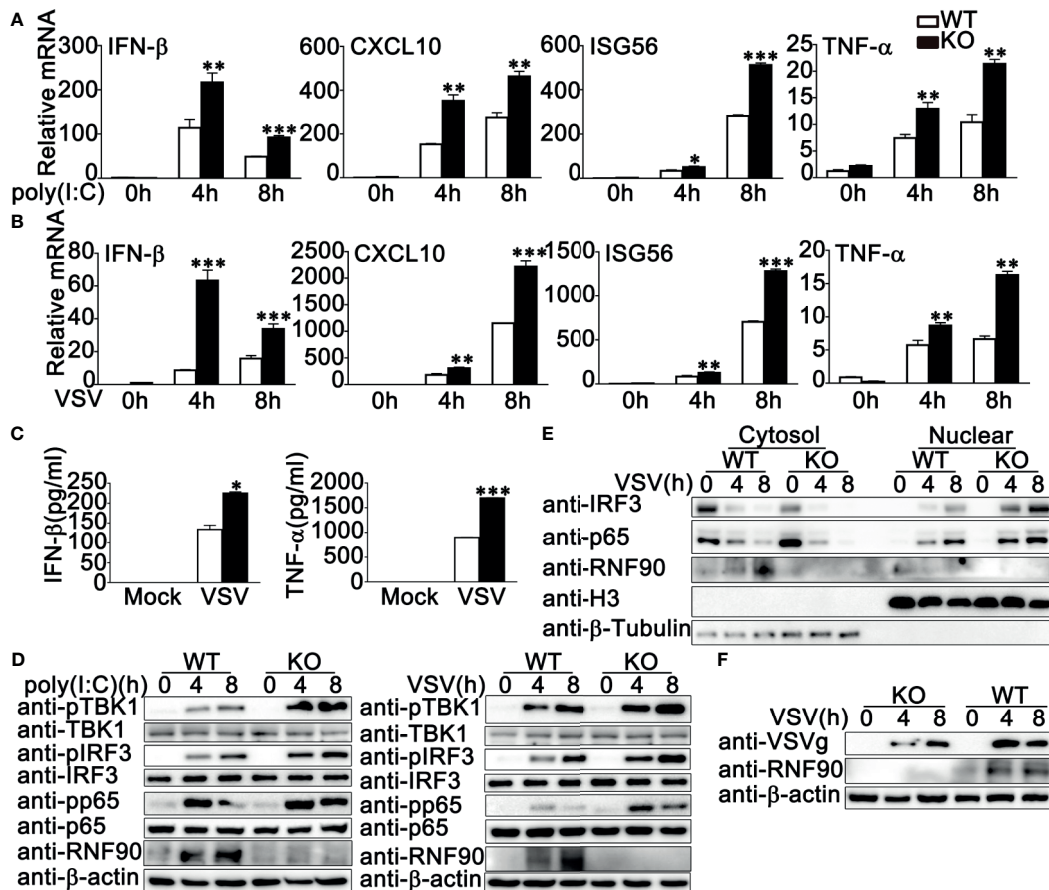 A
IFN-β CXCL10 ISG56 TNF-α
WT
KO
Relative mRNA
300 200 100 0
600 400 200 0
600 400 200 0
25 20 15 10 5 0
** *** ** ** * *** ** **
poly(I:C) 0h 4h 8h 0h 4h 8h 0h 4h 8h 0h 4h 8h
B
IFN-β CXCL10 ISG56 TNF-α
Relative mRNA
80 60 40 20 0
2500 2000 1500 1000 500 0
1500 1000 500 0
20 15 10 5 0
*** *** ** *** ** *** ** **
VSV 0h 4h 8h 0h 4h 8h 0h 4h 8h 0h 4h 8h
C
IFN-β(pg/ml)
250 200 150 100 50 0
*
Mock VSV
TNF-α(pg/ml)
2000 1500 1000 500 0
***
Mock VSV
D
WT KO
poly(I:C)(h) 0 4 8 0 4 8
anti-pTBK1
anti-TBK1
anti-pIRF3
anti-IRF3
anti-pp65
anti-p65
anti-RNF90
anti-β-actin
WT KO
VSV(h) 0 4 8 0 4 8
anti-pTBK1
anti-TBK1
anti-pIRF3
anti-IRF3
anti-pp65
anti-p65
anti-RNF90
anti-β-actin
E
Cytosol Nuclear
WT KO WT KO
VSV(h) 0 4 8 0 4 8 0 4 8 0 4 8
anti-IRF3
anti-p65
anti-RNF90
anti-H3
anti-β-Tubulin
F
KO WT
VSV(h) 0 4 8 0 4 8
anti-VSVg
anti-RNF90
anti-β-actin